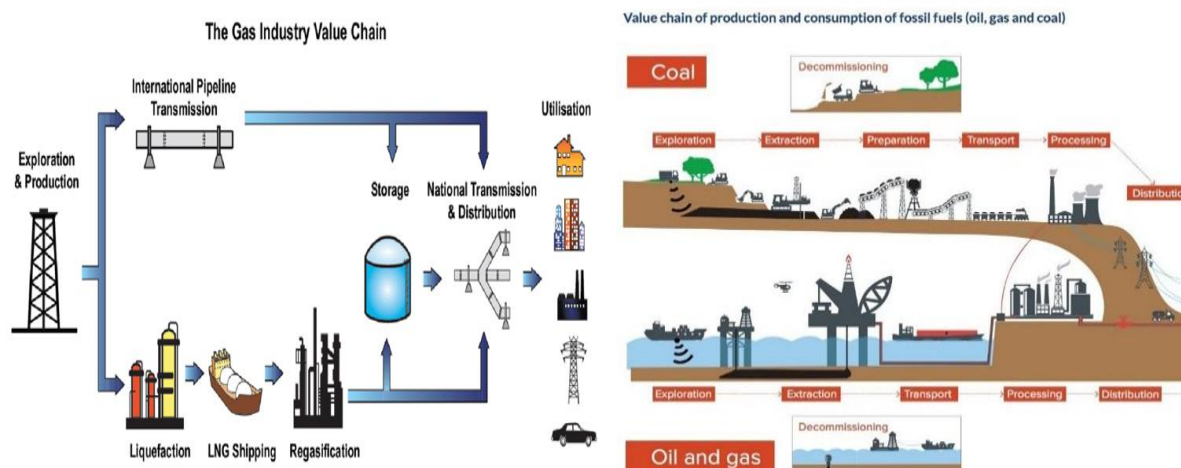 The Gas Industry Value Chain
International Pipeline
Transmission
Exploration
& Production
Storage
National Transmission
& Distribution
Utilisation
Liquefaction
LNG Shipping
Regasification
Value chain of production and consumption of fossil fuels (oil, gas and coal)
Coal
Decommissioning
Exploration
Extraction
Preparation
Transport
Processing
Distribution
Exploration
Extraction
Transport
Processing
Distribution
Oil and gas
Decommissioning